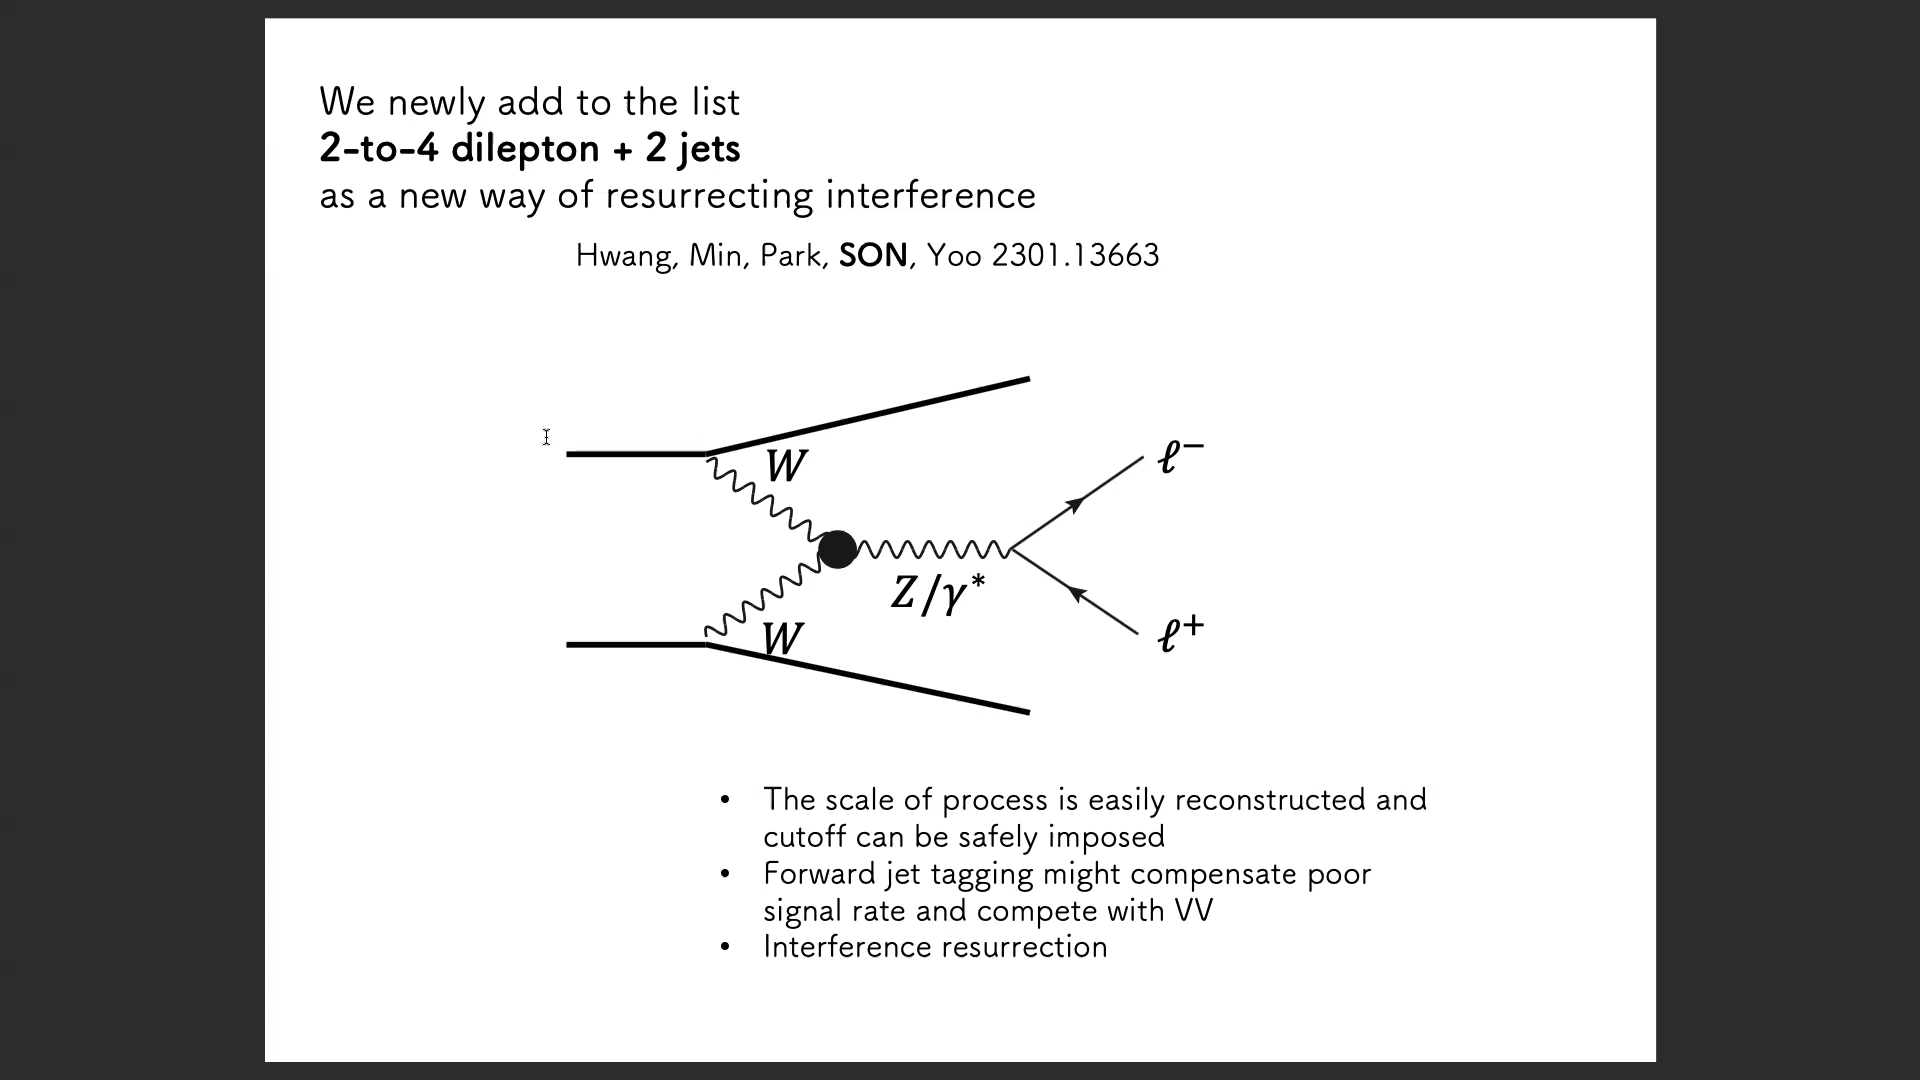 We newly add to the list
2-to-4 dilepton + 2 jets
as a new way of resurrecting interference
Hwang, Min, Park, SON, Yoo 2301.13663
W
ℓ−
Z/γ*
W
ℓ+
• The scale of process is easily reconstructed and
cutoff can be safely imposed
• Forward jet tagging might compensate poor
signal rate and compete with VV
• Interference resurrection